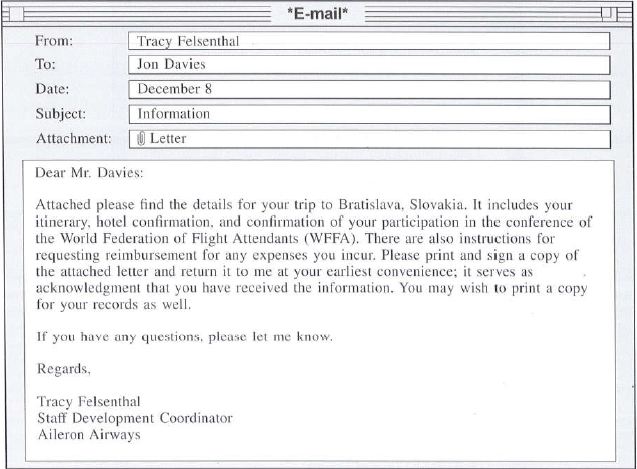 *E-mail*
From: Tracy Felsenthal
To: Jon Davies
Date: December 8
Subject: Information
Attachment: Letter
Dear Mr. Davies:
Attached please find the details for your trip to Bratislava, Slovakia. It includes your
itinerary, hotel confirmation, and confirmation of your participation in the conference of
the World Federation of Flight Attendants (WFFA). There are also instructions for
requesting reimbursement for any expenses you incur. Please print and sign a copy of
the attached letter and return it to me at your earliest convenience; it serves as
acknowledgment that you have received the information. You may wish to print a copy
for your records as well.
If you have any questions, please let me know.
Regards,
Tracy Felsenthal
Staff Development Coordinator
Aileron Airways